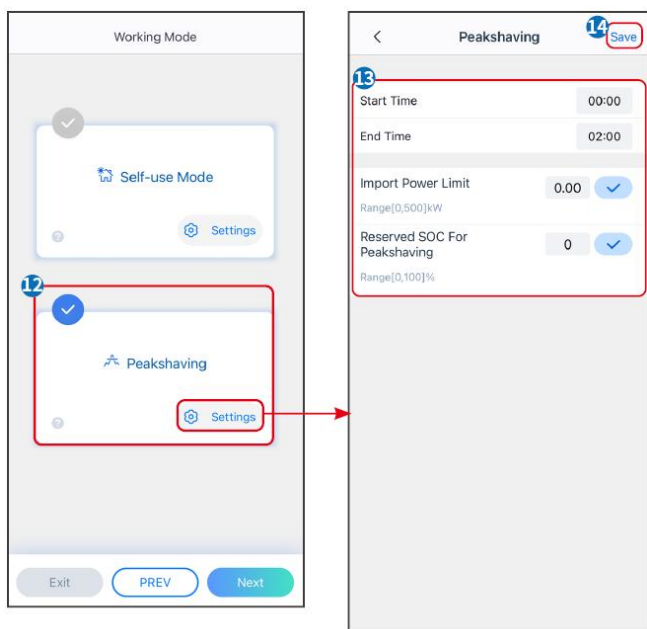 Working Mode
Self-use Mode
Settings
12
Peakshaving
Settings
Exit
PREV
Next
Peakshaving
14
Save
13
Start Time
00:00
End Time
02:00
Import Power Limit
0.00
Range[0,500]kW
Reserved SOC For
Peakshaving
0
Range[0,100]%